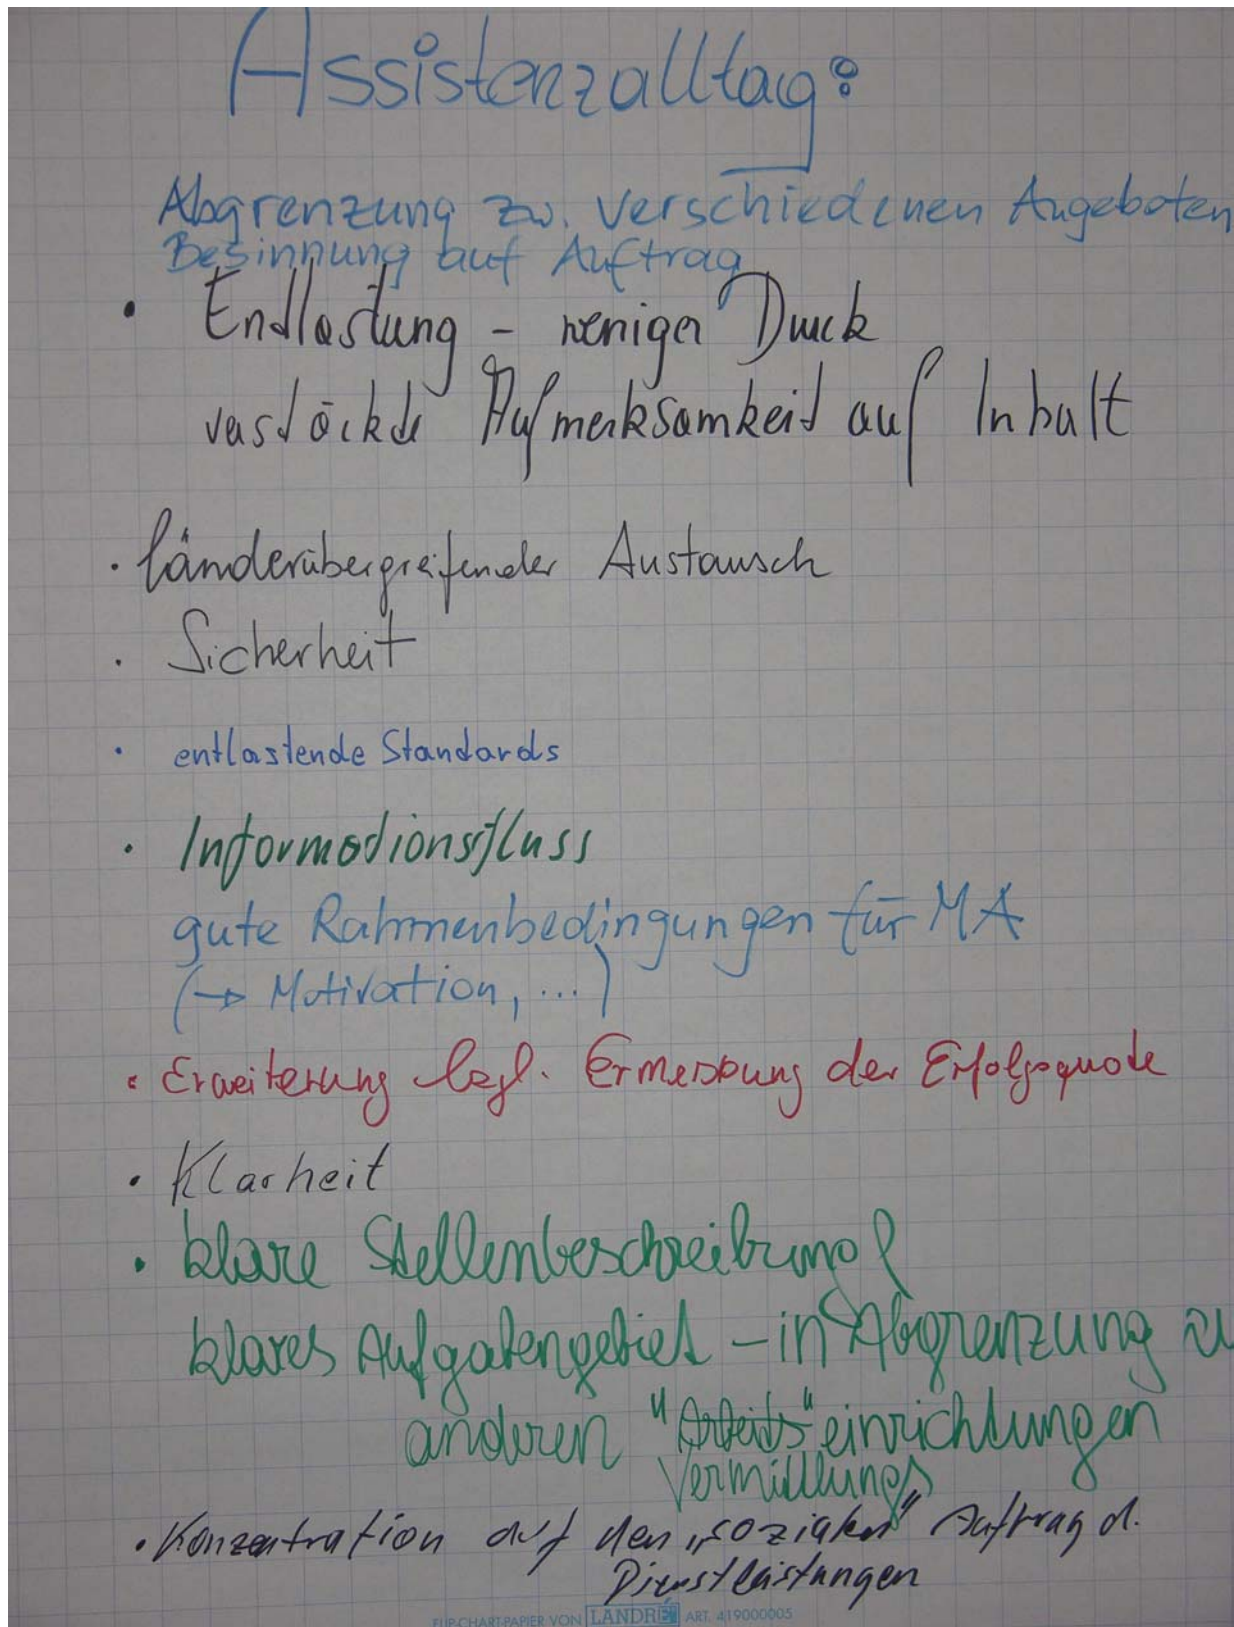 Assistenzalltag:
Abgrenzung zw. verschiedenen Angeboten
Besinnung auf Auftrag
• Endlastung - weniger Druck
verstärkte Aufmerksamkeit auf Inhalt
• länderübergreifender Austausch
• Sicherheit
• entlastende Standards
• Informationsfluss
gute Rahmenbedingungen für MA
(→ Motivation, ...)
• Erweiterung bzgl. Ermessung der Erfolgsquote
• Klarheit
• klare Stellenbeschreibung
klares Aufgabengebiet - in Abgrenzung zu
anderen "Arbeits"einrichtungen
Vermittlungs
• Konzentration auf den „sozialen" Auftrag d.
Dienstleistungen
FLIP-CHART-PAPIER VON LANDRÉ ART. 419000005